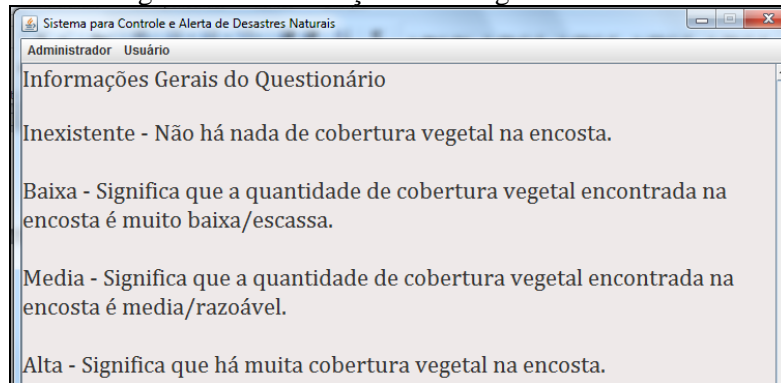 Sistema para Controle e Alerta de Desastres Naturais
Administrador Usuário
Informações Gerais do Questionário
Inexistente - Não há nada de cobertura vegetal na encosta.
Baixa - Significa que a quantidade de cobertura vegetal encontrada na
encosta é muito baixa/escassa.
Media - Significa que a quantidade de cobertura vegetal encontrada na
encosta é media/razoável.
Alta - Significa que há muita cobertura vegetal na encosta.